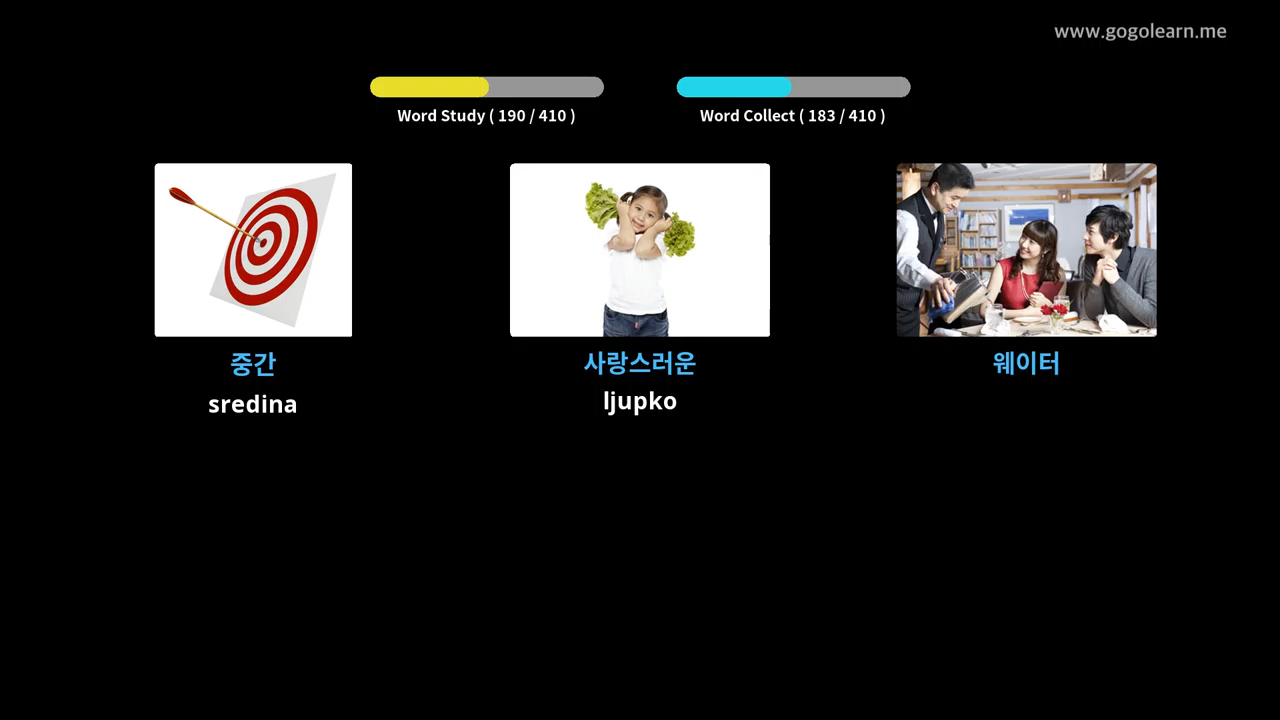 www.gogolearn.me
Word Study ( 190 / 410 )
Word Collect ( 183 / 410 )
중간
사랑스러운
웨이터
sredina
ljupko